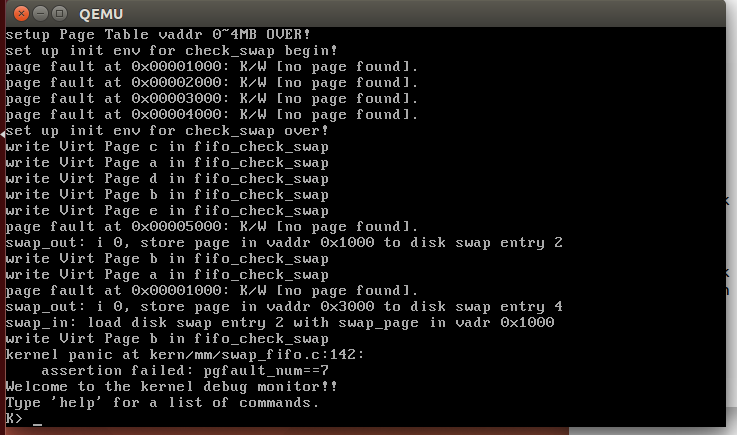 QEMU
setup Page Table vaddr 0~4MB OVER!
set up init env for check_swap begin!
page fault at 0x00001000: K/W [no page found].
page fault at 0x00002000: K/W [no page found].
page fault at 0x00003000: K/W [no page found].
page fault at 0x00004000: K/W [no page found].
set up init env for check_swap over!
write Virt Page c in fifo_check_swap
write Virt Page a in fifo_check_swap
write Virt Page d in fifo_check_swap
write Virt Page b in fifo_check_swap
write Virt Page e in fifo_check_swap
page fault at 0x00005000: K/W [no page found].
swap_out: i 0, store page in vaddr 0x1000 to disk swap entry 2
write Virt Page b in fifo_check_swap
write Virt Page a in fifo_check_swap
page fault at 0x00001000: K/W [no page found].
swap_out: i 0, store page in vaddr 0x3000 to disk swap entry 4
swap_in: load disk swap entry 2 with swap_page in vadr 0x1000
write Virt Page b in fifo_check_swap
kernel panic at kern/mm/swap_fifo.c:142:
    assertion failed: pgfault_num==7
Welcome to the kernel debug monitor!!
Type 'help' for a list of commands.
K> _